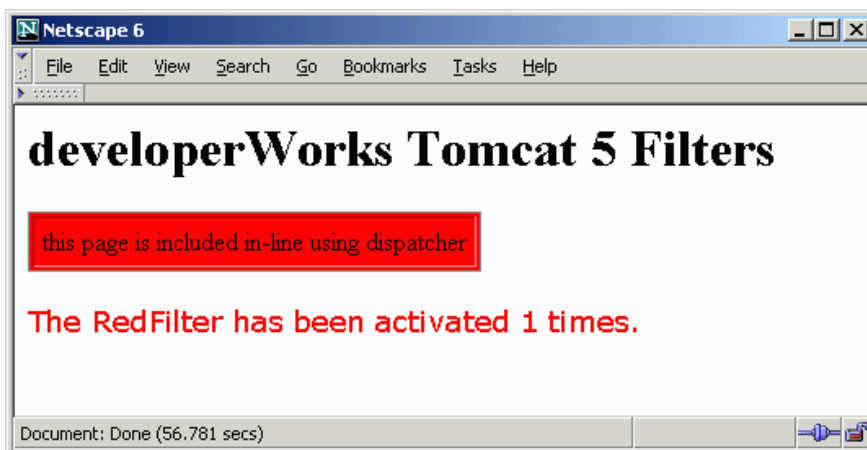 Netscape 6
File Edit View Search Go Bookmarks Tasks Help
developerWorks Tomcat 5 Filters
this page is included in-line using dispatcher
The RedFilter has been activated 1 times.
Document: Done (56.781 secs)